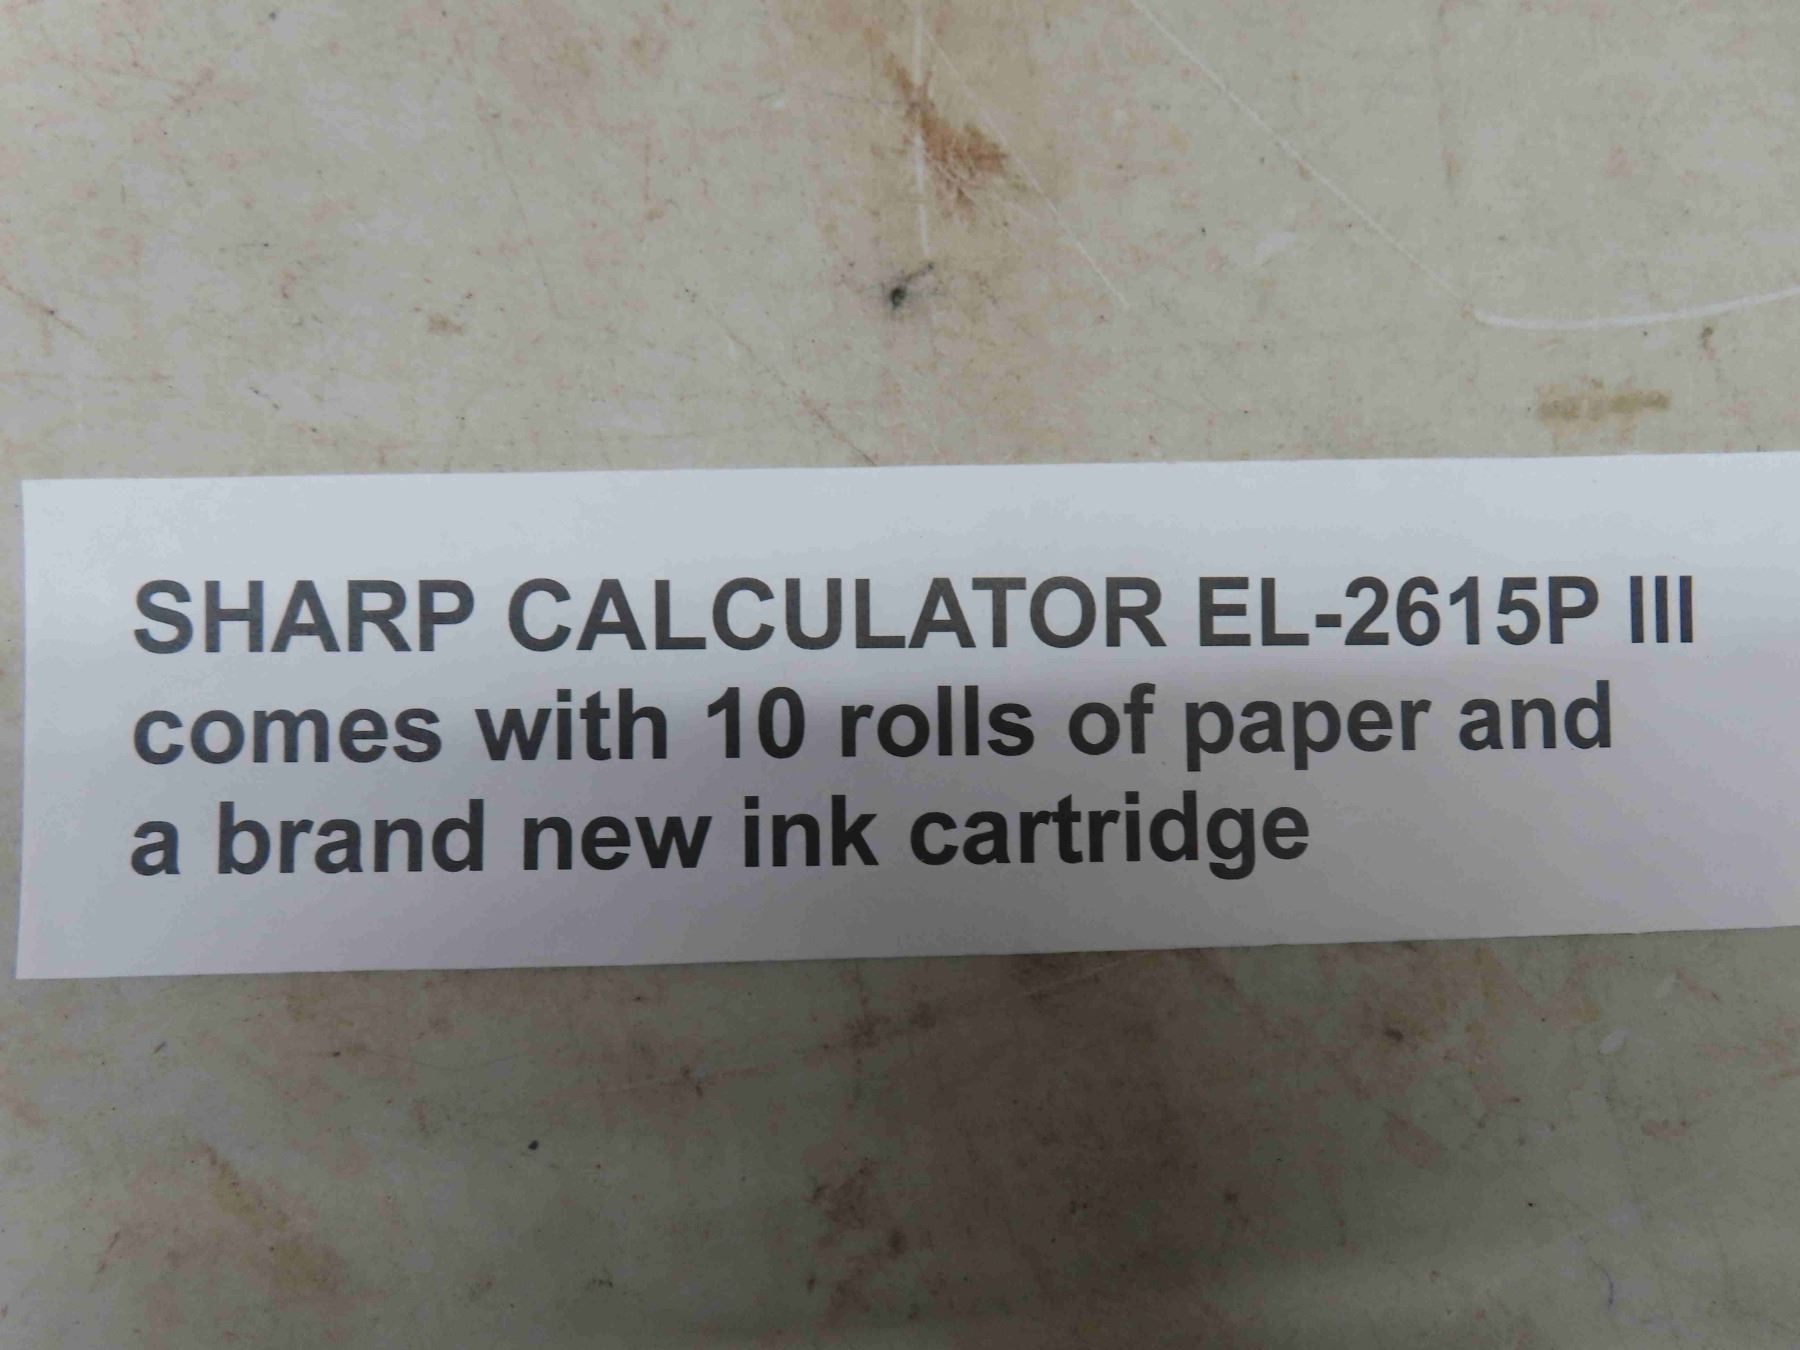 SHARP CALCULATOR EL-2615P III
comes with 10 rolls of paper and
a brand new ink cartridge